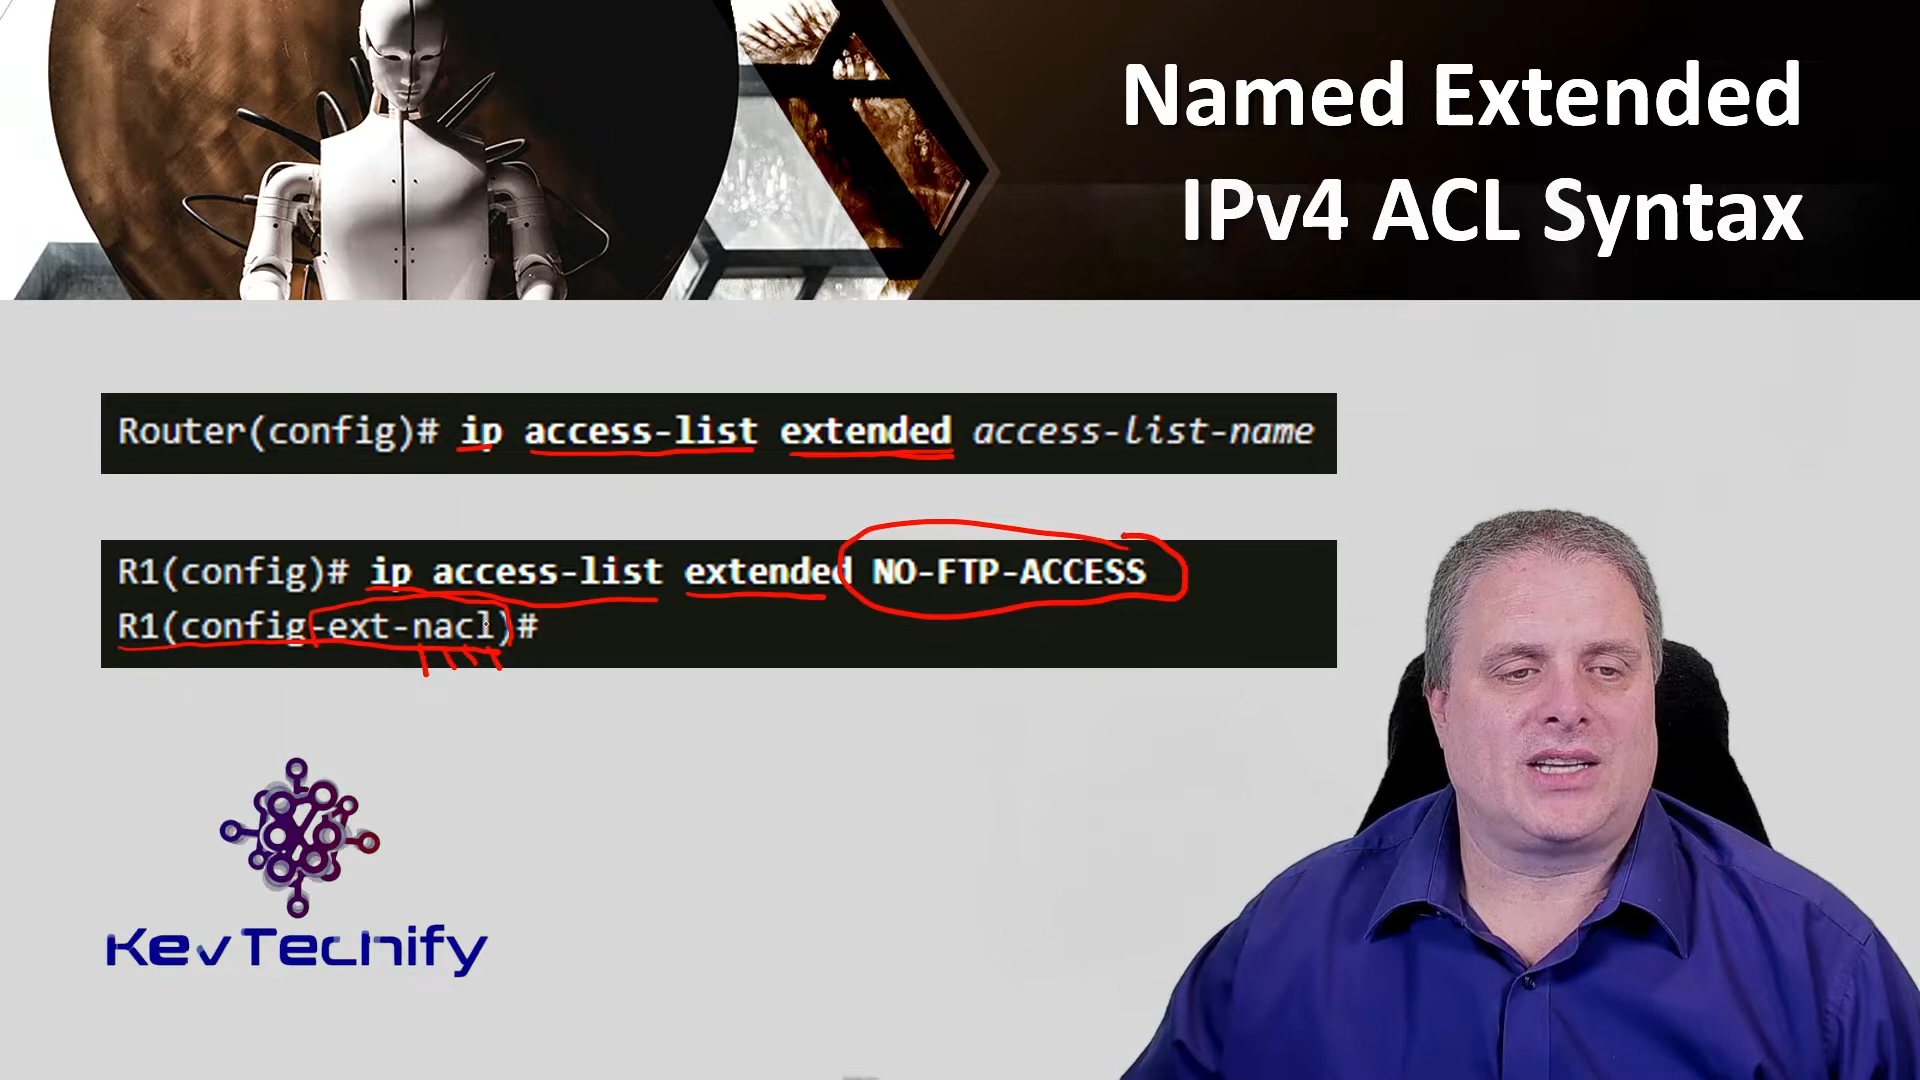 Named Extended
IPv4 ACL Syntax
Router(config)# ip access-list extended access-list-name
R1(config)# ip access-list extended NO-FTP-ACCESS
R1(config-ext-nacl)#
KevTechify